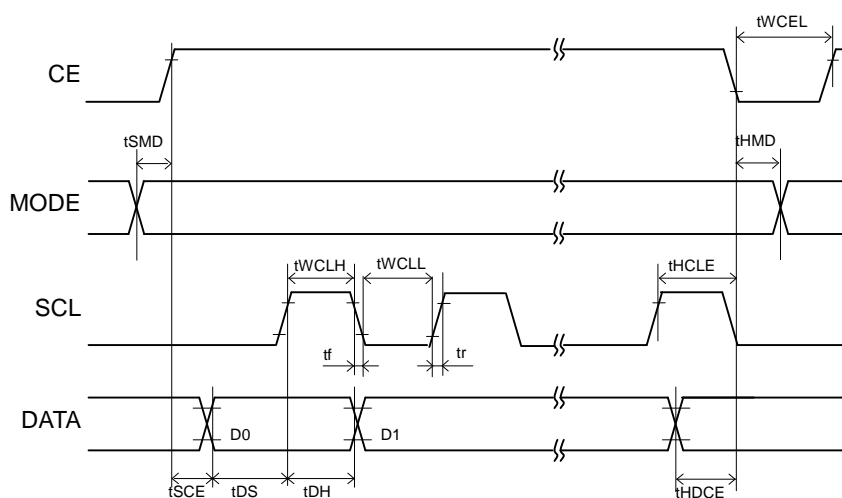 tWCEL
CE
tSMD
tHMD
MODE
tWCLH
tWCLL
tHCLE
SCL
tf
tr
DATA
D0
D1
tSCE
tDS
tDH
tHDCE